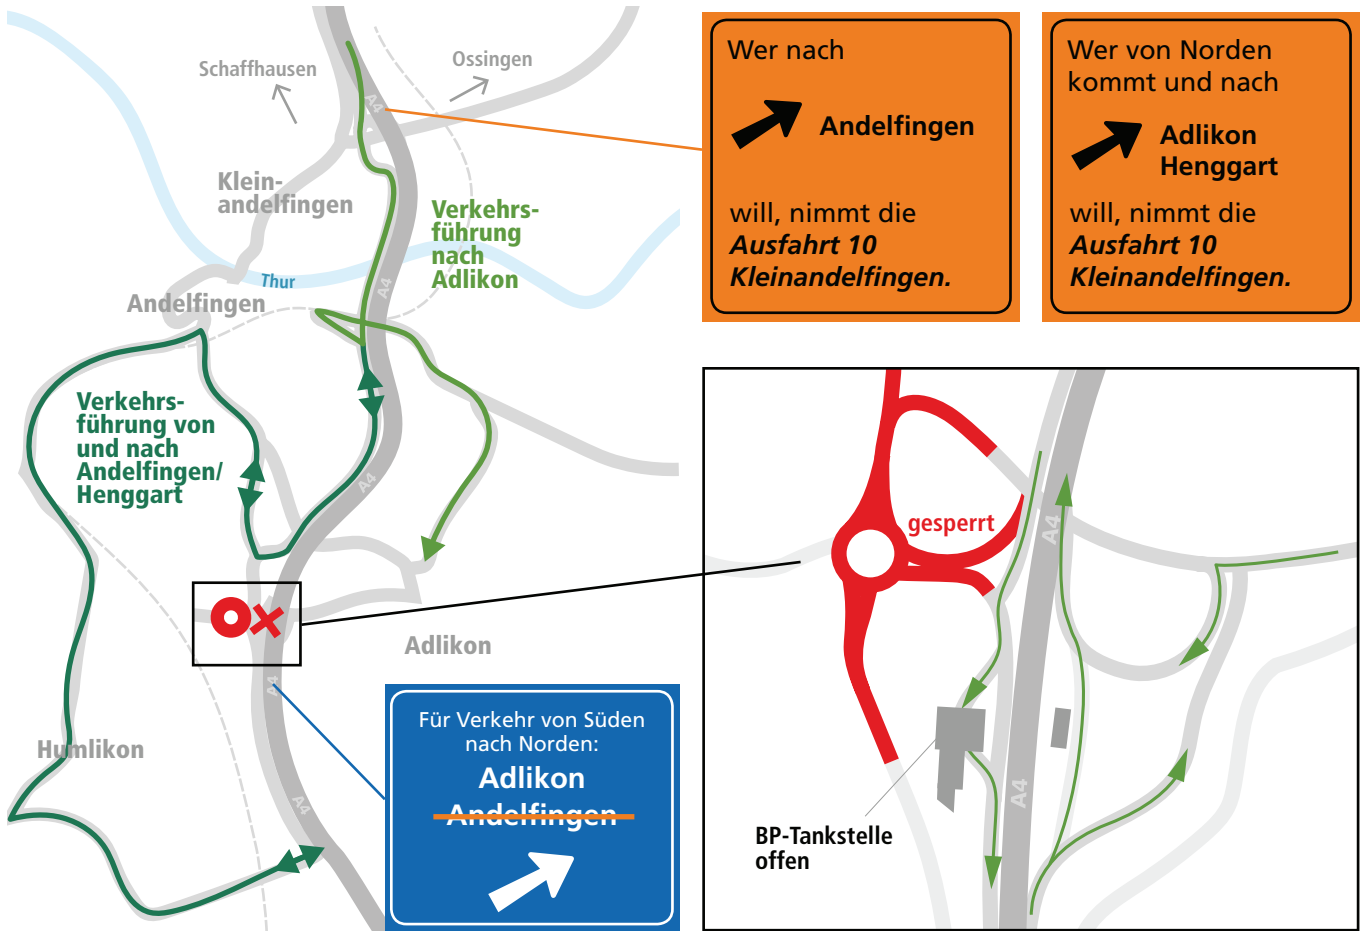 Schaffhausen
Ossingen
A4
Klein-
andelfingen
Verkehrs-
führung
nach
Adlikon
Thur
A4
Andelfingen
Verkehrs-
führung von
und nach
Andelfingen/
Henggart
A4
Adlikon
A4
Humlikon
A4
Für Verkehr von Süden
nach Norden:
Adlikon
Andelfingen
Wer nach
Andelfingen
will, nimmt die
Ausfahrt 10
Kleinandelfingen.
Wer von Norden
kommt und nach
Adlikon
Henggart
will, nimmt die
Ausfahrt 10
Kleinandelfingen.
gesperrt
A4
A4
BP-Tankstelle
offen